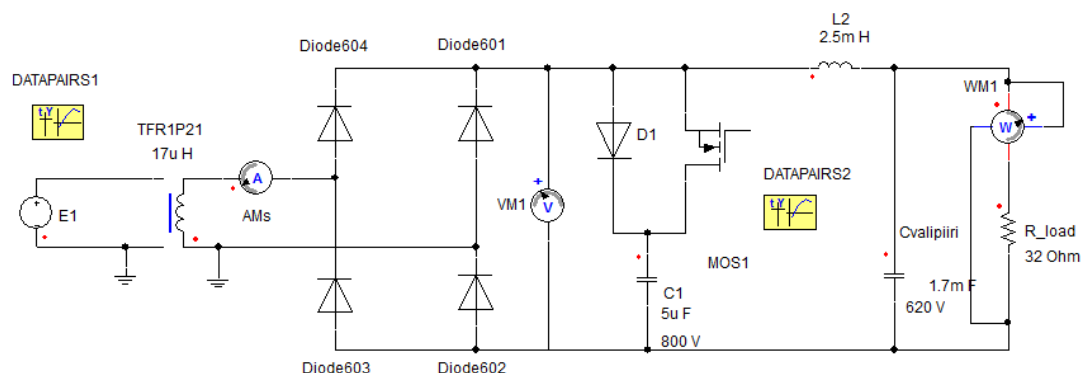 L2
2.5m H
Diode604
Diode601
DATAPAIRS1
t,Y
TFR1P21
17u H
WM1
+
W
D1
A
DATAPAIRS2
t,Y
+
VM1
V
E1
AMs
Cvalipiiri
R_load
32 Ohm
MOS1
C1
5u F
800 V
1.7m F
620 V
Diode603
Diode602